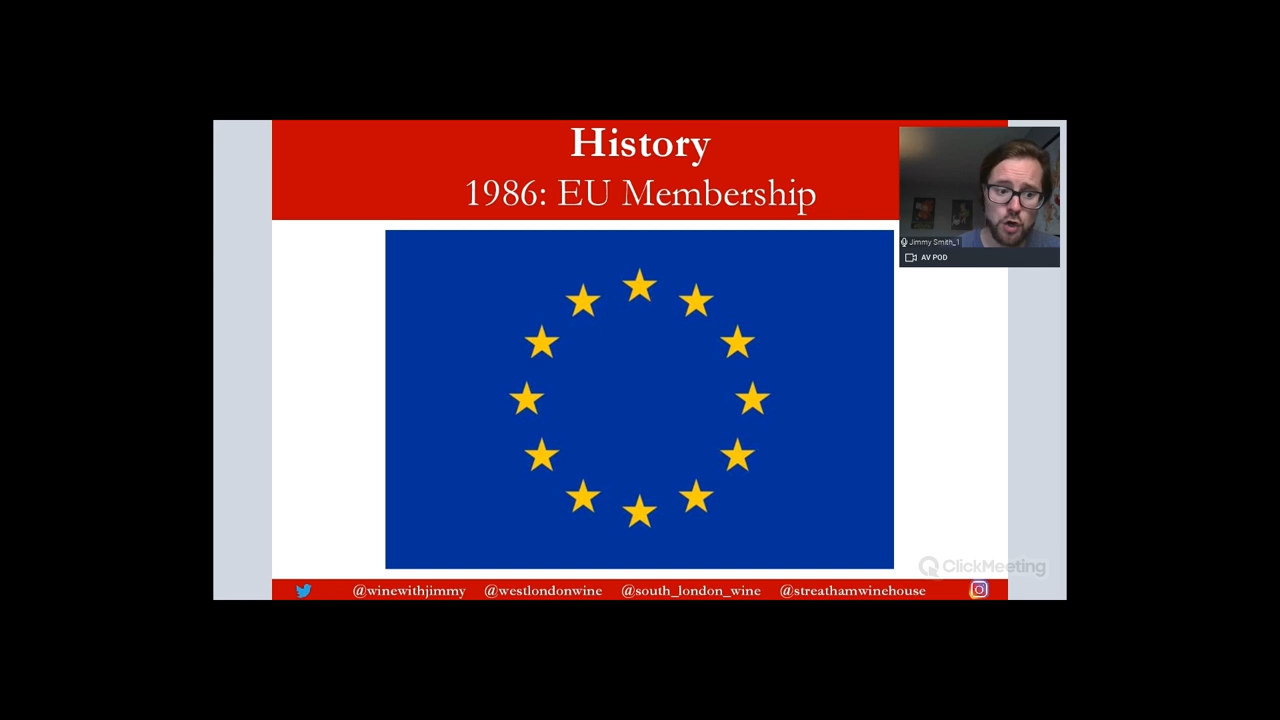 History
1986: EU Membership
Jimmy Smith_1
AV POD
ClickMeeting
@winewithjimmy @westlondonwine @south_london_wine @streathamwinehouse